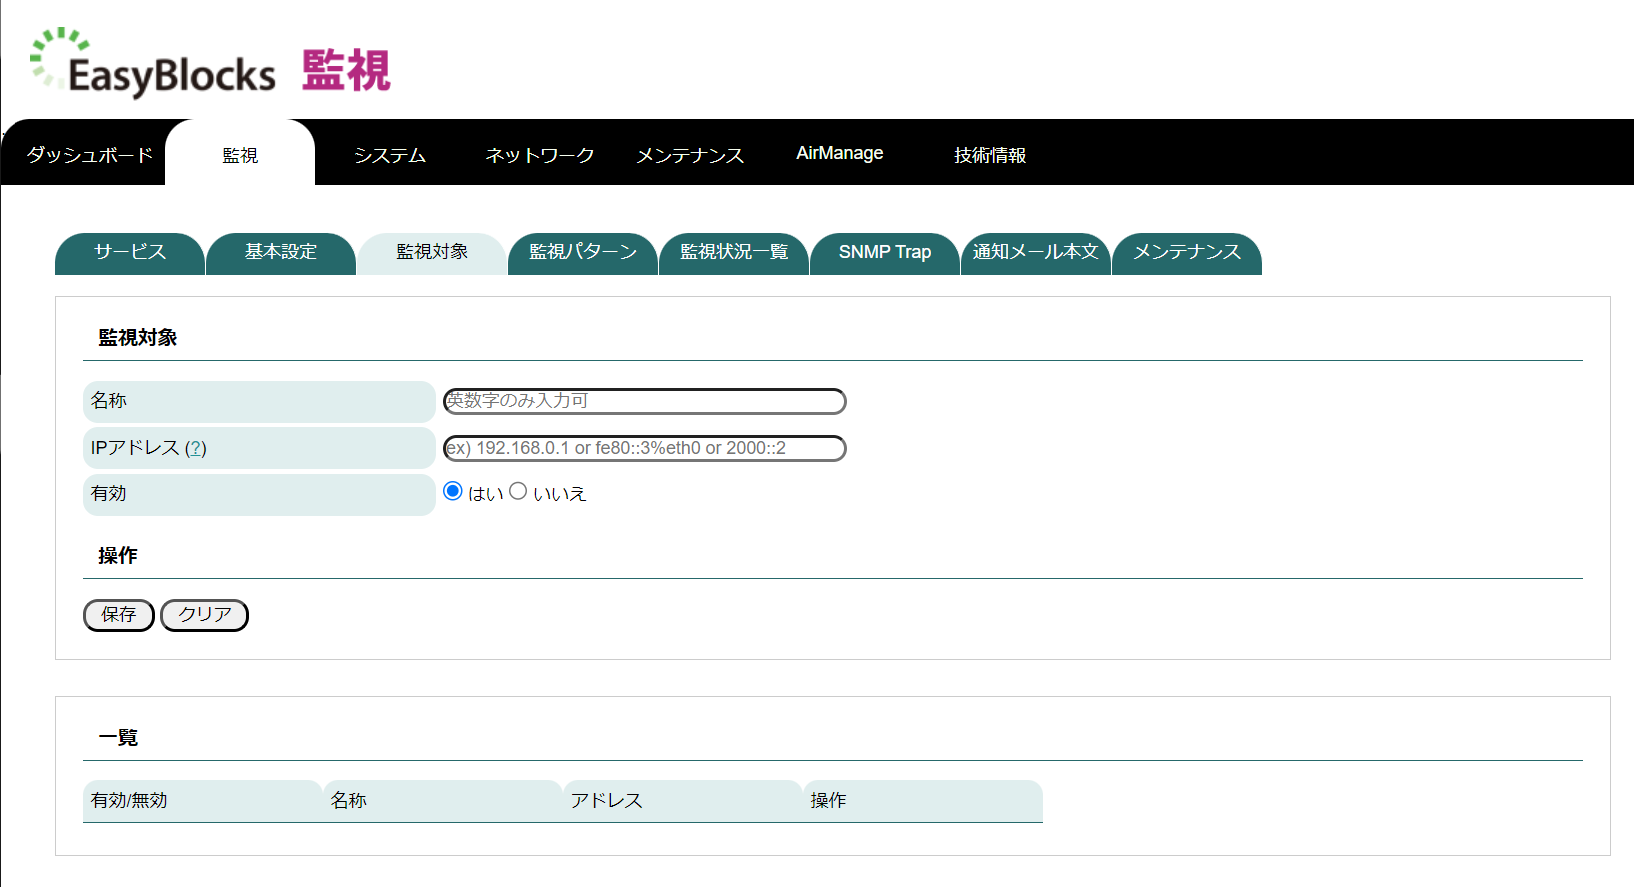 EasyBlocks 監視
ダッシュボード 監視 システム ネットワーク メンテナンス AirManage 技術情報
サービス 基本設定 監視対象 監視パターン 監視状況一覧 SNMP Trap 通知メール本文 メンテナンス
監視対象
名称 英数字のみ入力可
IPアドレス (?) ex) 192.168.0.1 or fe80::3%eth0 or 2000::2
有効 はい いいえ
操作
保存 クリア
一覧
有効/無効 名称 アドレス 操作